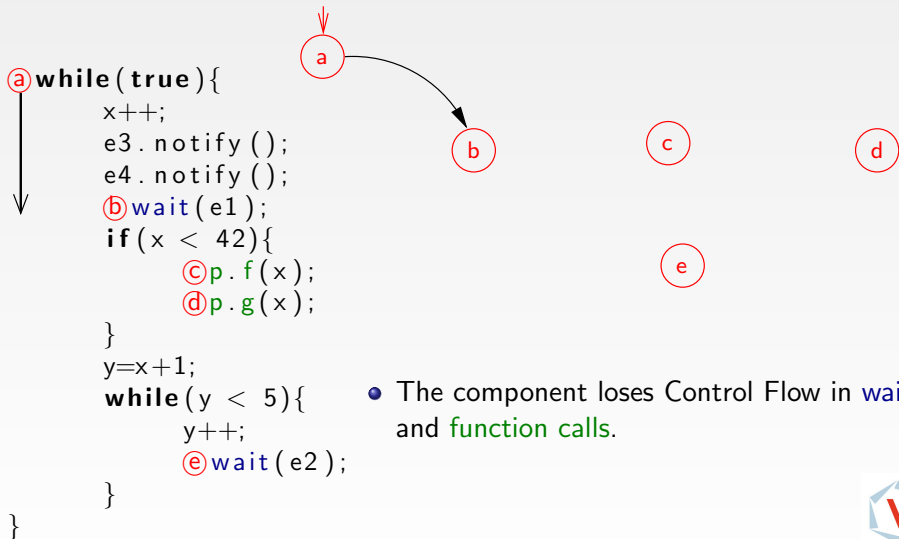 a
ⓐ while(true){
x++;
e3.notify();
e4.notify();
ⓑ wait(e1);
if(x < 42){
ⓒ p.f(x);
ⓓ p.g(x);
}
y=x+1;
while(y < 5){
y++;
ⓔ wait(e2);
}
}
b
c
d
e
The component loses Control Flow in wai
and function calls.